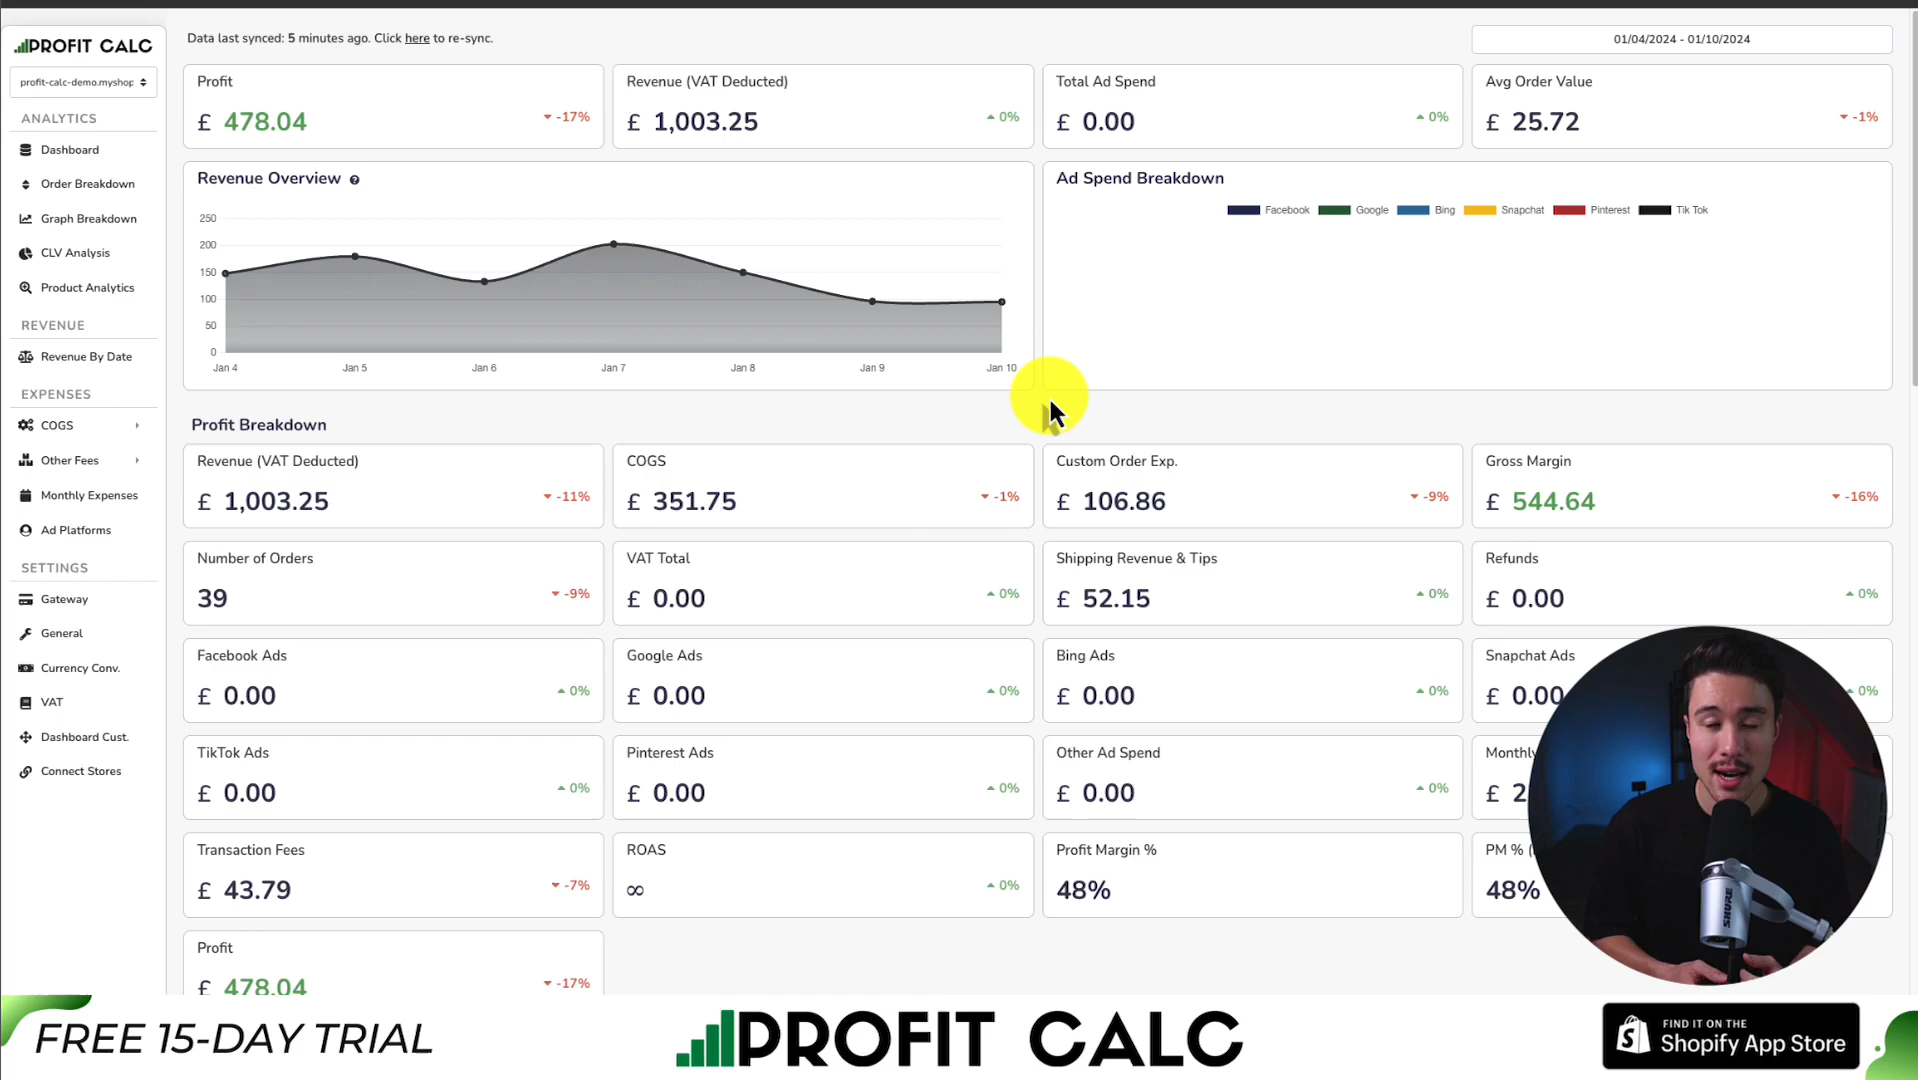 PROFIT CALC
Data last synced: 5 minutes ago. Click here to re-sync.
01/04/2024 - 01/10/2024
profit-calc-demo.myshop
ANALYTICS
Dashboard
Order Breakdown
Graph Breakdown
CLV Analysis
Product Analytics
REVENUE
Revenue By Date
EXPENSES
COGS
Other Fees
Monthly Expenses
Ad Platforms
SETTINGS
Gateway
General
Currency Conv.
VAT
Dashboard Cust.
Connect Stores
Profit
£ 478.04
-17%
Revenue (VAT Deducted)
£ 1,003.25
0%
Total Ad Spend
£ 0.00
0%
Avg Order Value
£ 25.72
-1%
Revenue Overview
250
200
150
100
50
0
Jan 4 Jan 5 Jan 6 Jan 7 Jan 8 Jan 9 Jan 10
Ad Spend Breakdown
Facebook Google Bing Snapchat Pinterest Tik Tok
Profit Breakdown
Revenue (VAT Deducted)
£ 1,003.25
-11%
COGS
£ 351.75
-1%
Custom Order Exp.
£ 106.86
-9%
Gross Margin
£ 544.64
-16%
Number of Orders
39
-9%
VAT Total
£ 0.00
0%
Shipping Revenue & Tips
£ 52.15
0%
Refunds
£ 0.00
0%
Facebook Ads
£ 0.00
0%
Google Ads
£ 0.00
0%
Bing Ads
£ 0.00
0%
Snapchat Ads
£ 0.00
0%
TikTok Ads
£ 0.00
0%
Pinterest Ads
£ 0.00
0%
Other Ad Spend
£ 0.00
0%
Monthly
£ 2
Transaction Fees
£ 43.79
-7%
ROAS
∞
0%
Profit Margin %
48%
PM % (
48%
Profit
£ 478.04
-17%
SHURE
FREE 15-DAY TRIAL
PROFIT CALC
FIND IT ON THE
Shopify App Store